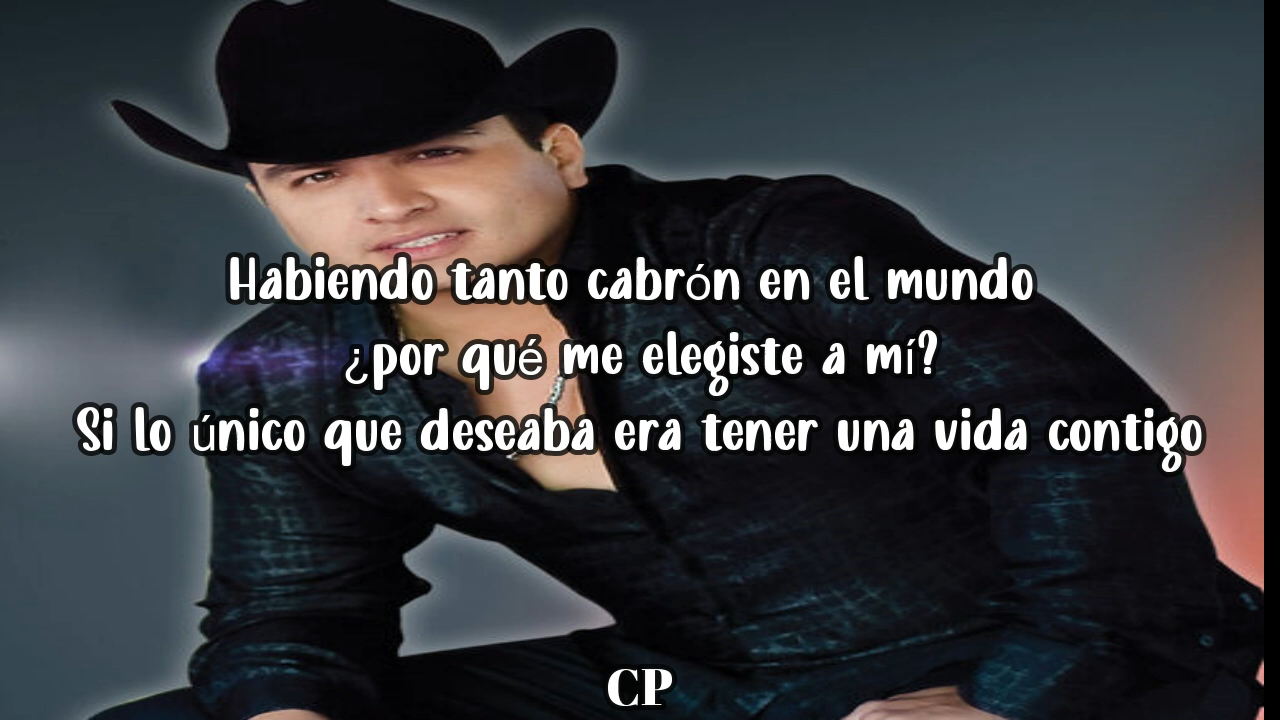 Habiendo tanto cabrón en el mundo
¿por qué me elegiste a mí?
Si lo único que deseaba era tener una vida contigo
CP